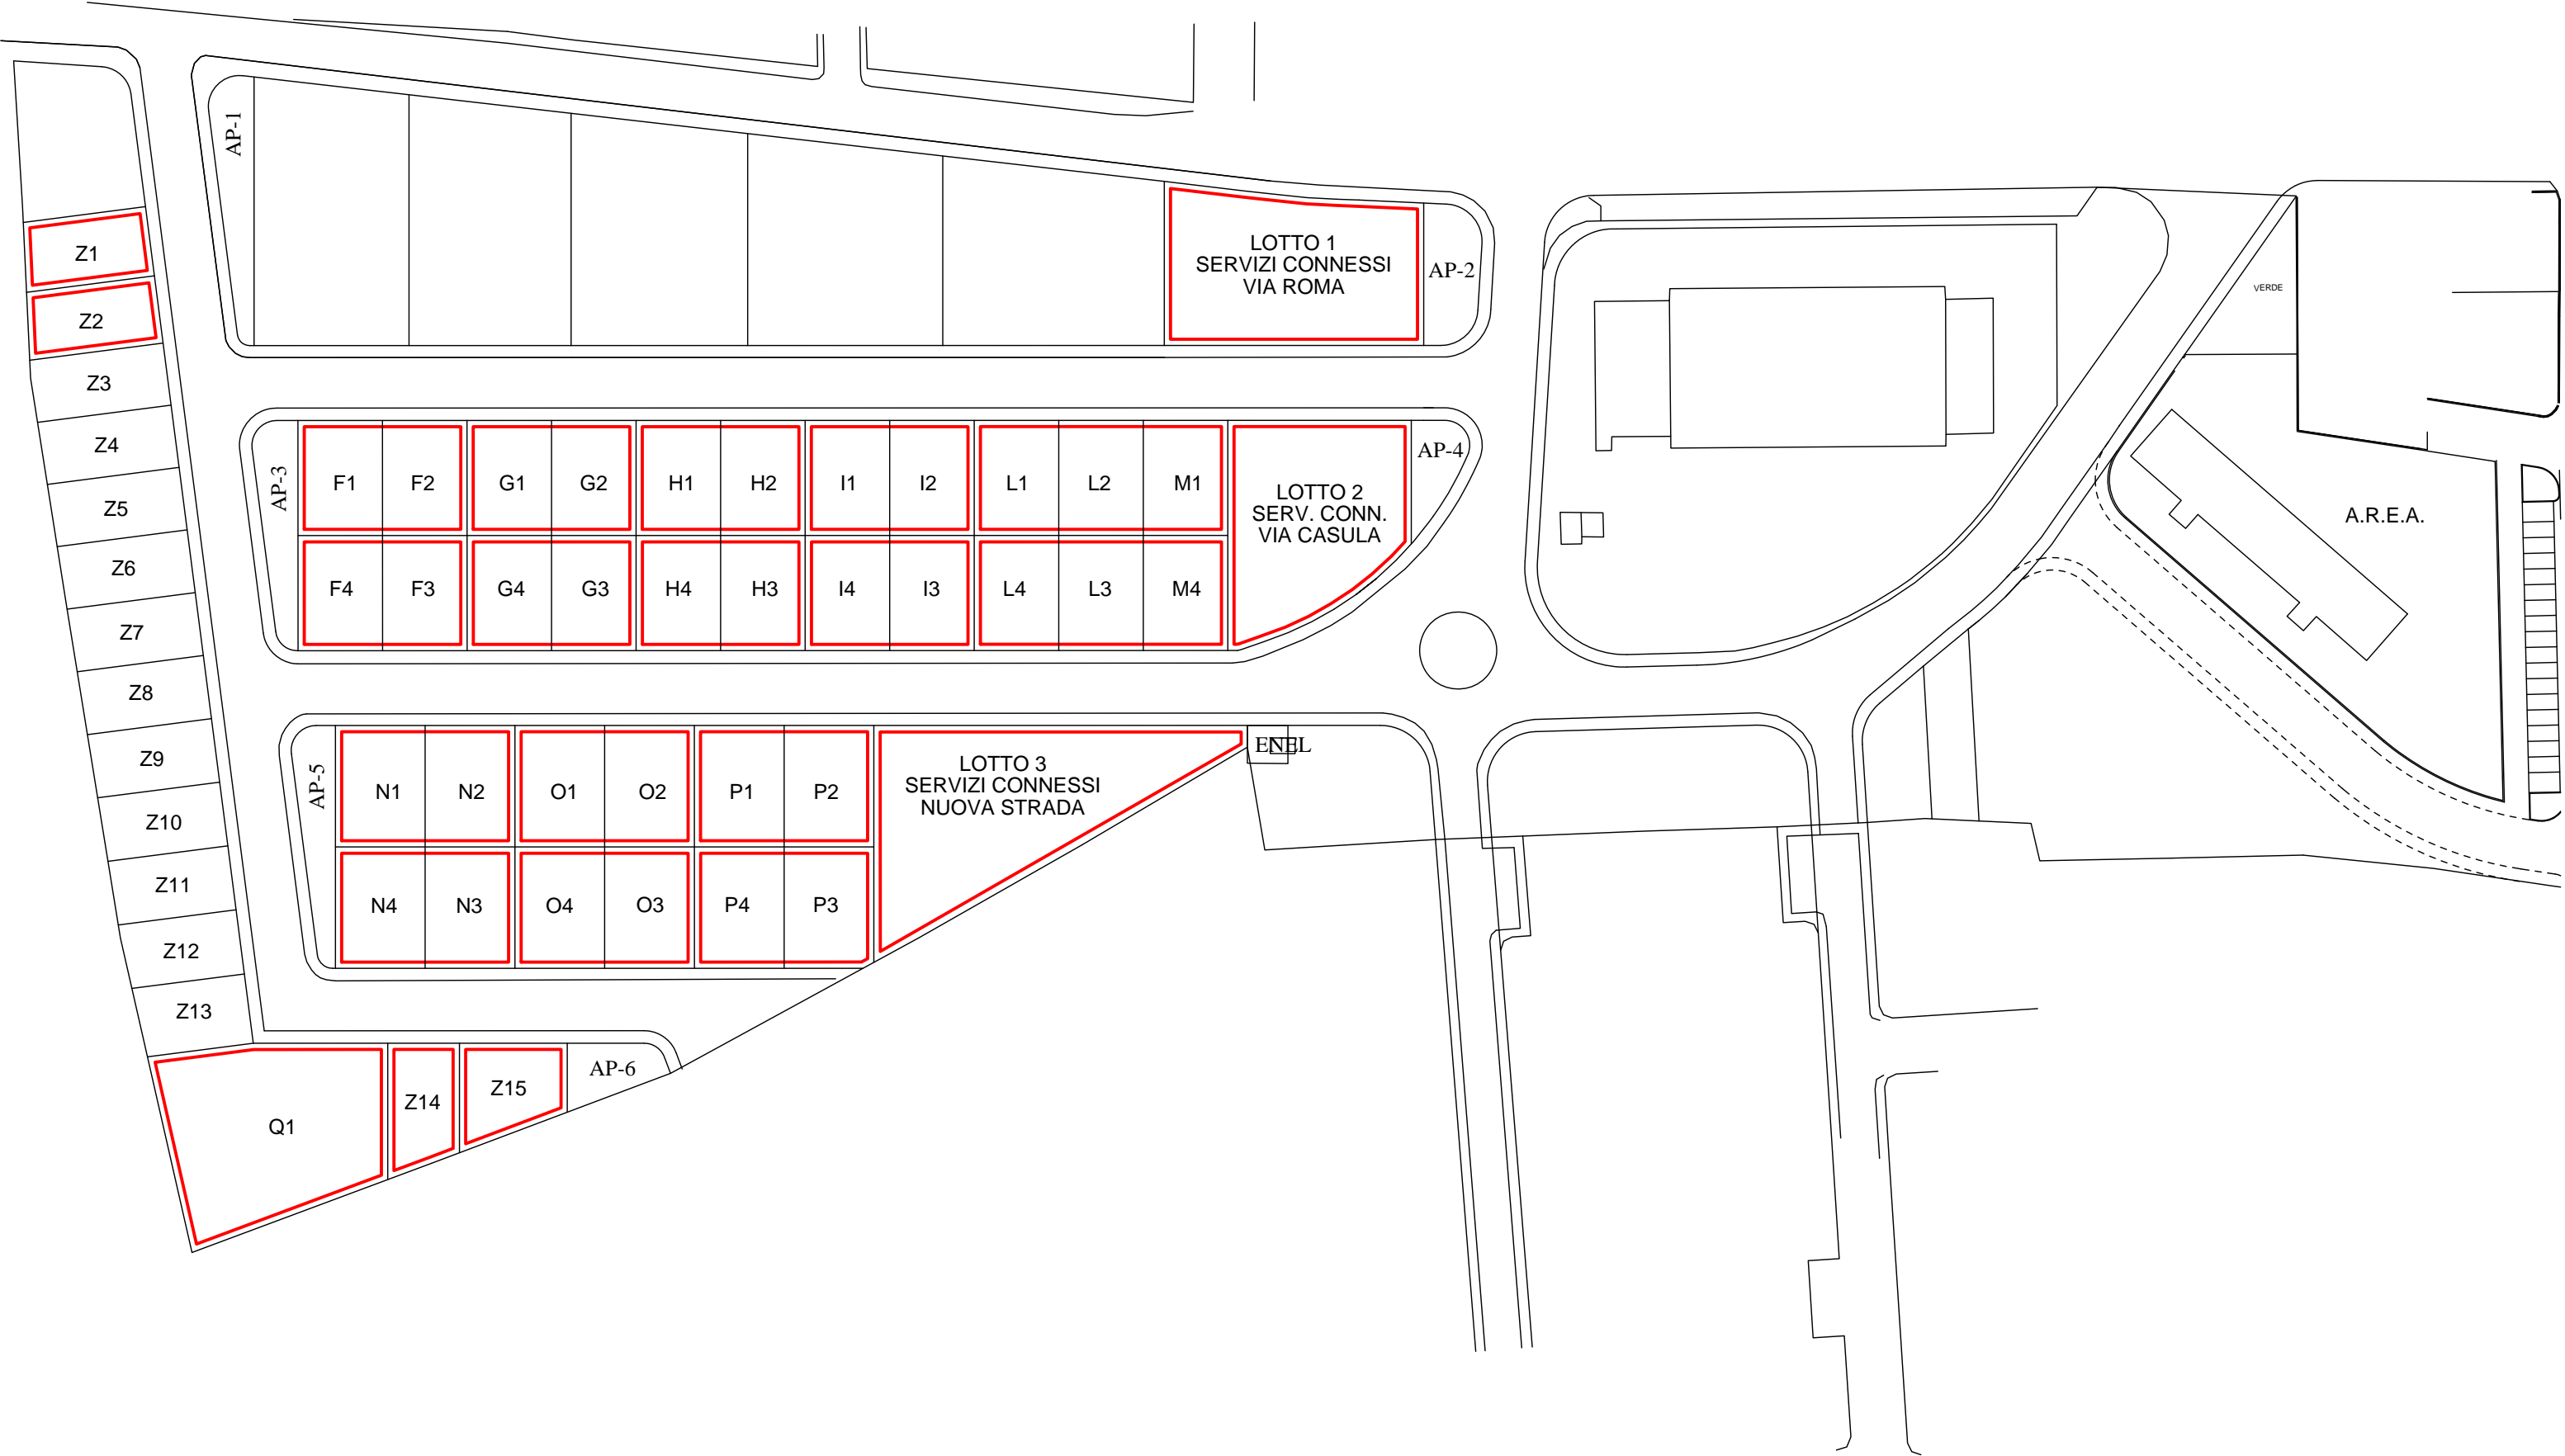 AP-1
Z1
Z2
Z3
Z4
Z5
Z6
Z7
Z8
Z9
Z10
Z11
Z12
Z13
LOTTO 1
SERVIZI CONNESSI
VIA ROMA
AP-2
VERDE
AP-3
F1 F2 G1 G2 H1 H2 I1 I2 L1 L2 M1
F4 F3 G4 G3 H4 H3 I4 I3 L4 L3 M4
LOTTO 2
SERV. CONN.
VIA CASULA
AP-4
A.R.E.A.
AP-5
N1 N2 O1 O2 P1 P2
N4 N3 O4 O3 P4 P3
LOTTO 3
SERVIZI CONNESSI
NUOVA STRADA
ENEL
Q1
Z14
Z15
AP-6